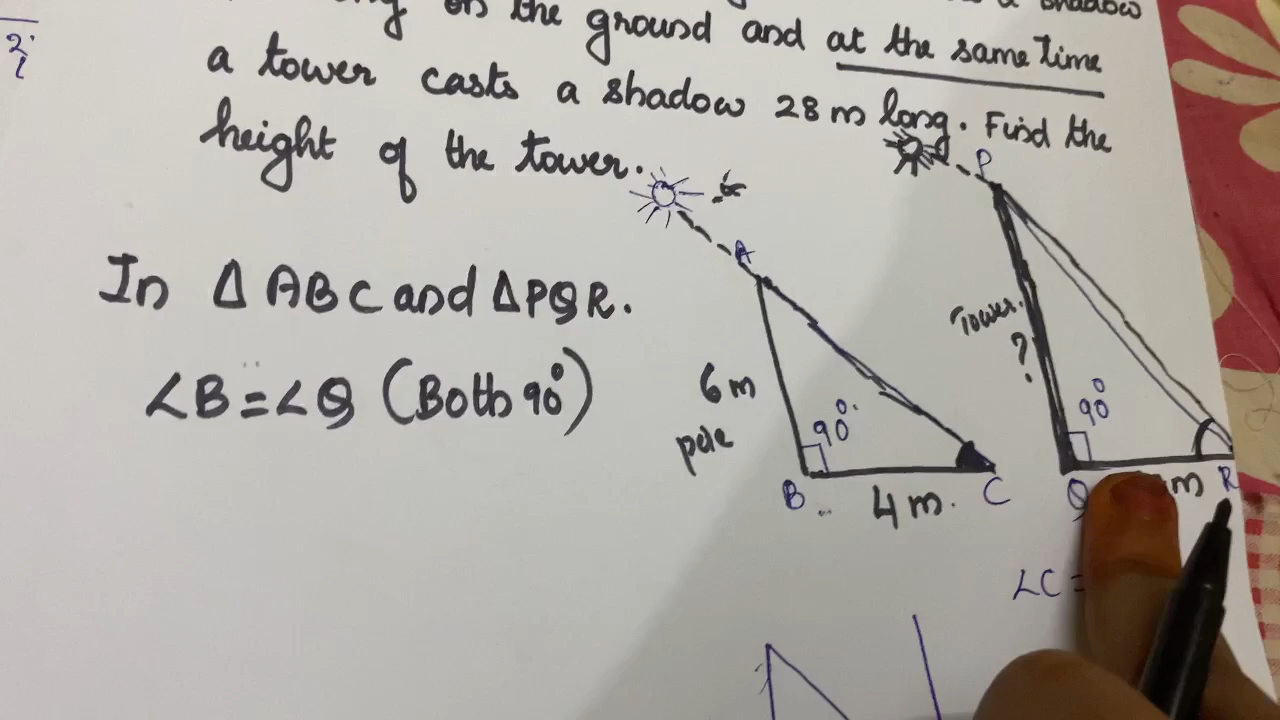 on the ground and at the same time
a tower casts a shadow 28 m long. Find the
height of the tower.
In Δ ABC and ΔPQR.
∠B = ∠Q (Both 90°)
A
6 m
pole
90°
B
4 m.
C
P
Tower.
?
90°
Q
m
R
∠C =